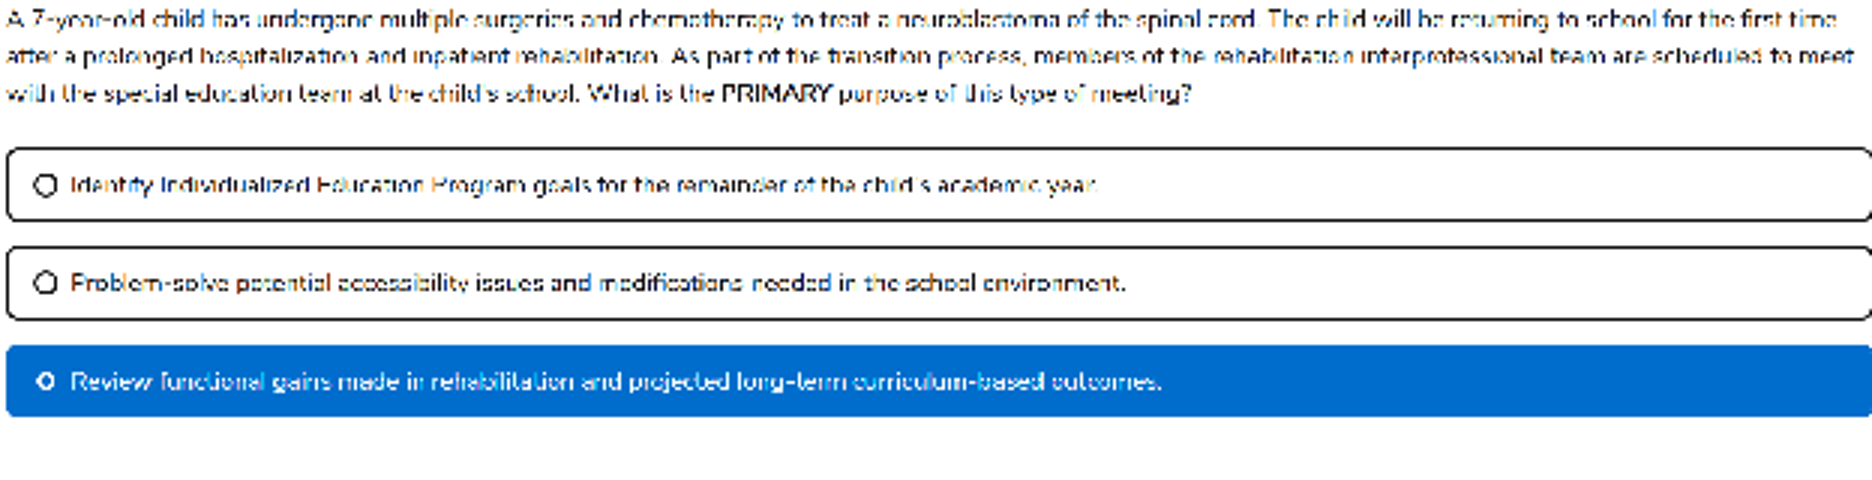 A 7-year-old child has undergone multiple surgeries and chemotherapy to treat a neuroblastoma of the spinal cord. The child will be returning to school for the first time
after a prolonged hospitalization and inpatient rehabilitation. As part of the transition process, members of the rehabilitation interprofessional team are scheduled to meet
with the special education team at the child's school. What is the PRIMARY purpose of this type of meeting?
Identify Individualized Education Program goals for the remainder of the child's academic year.
Problem-solve potential accessibility issues and modifications needed in the school environment.
Review functional gains made in rehabilitation and projected long-term curriculum-based outcomes.